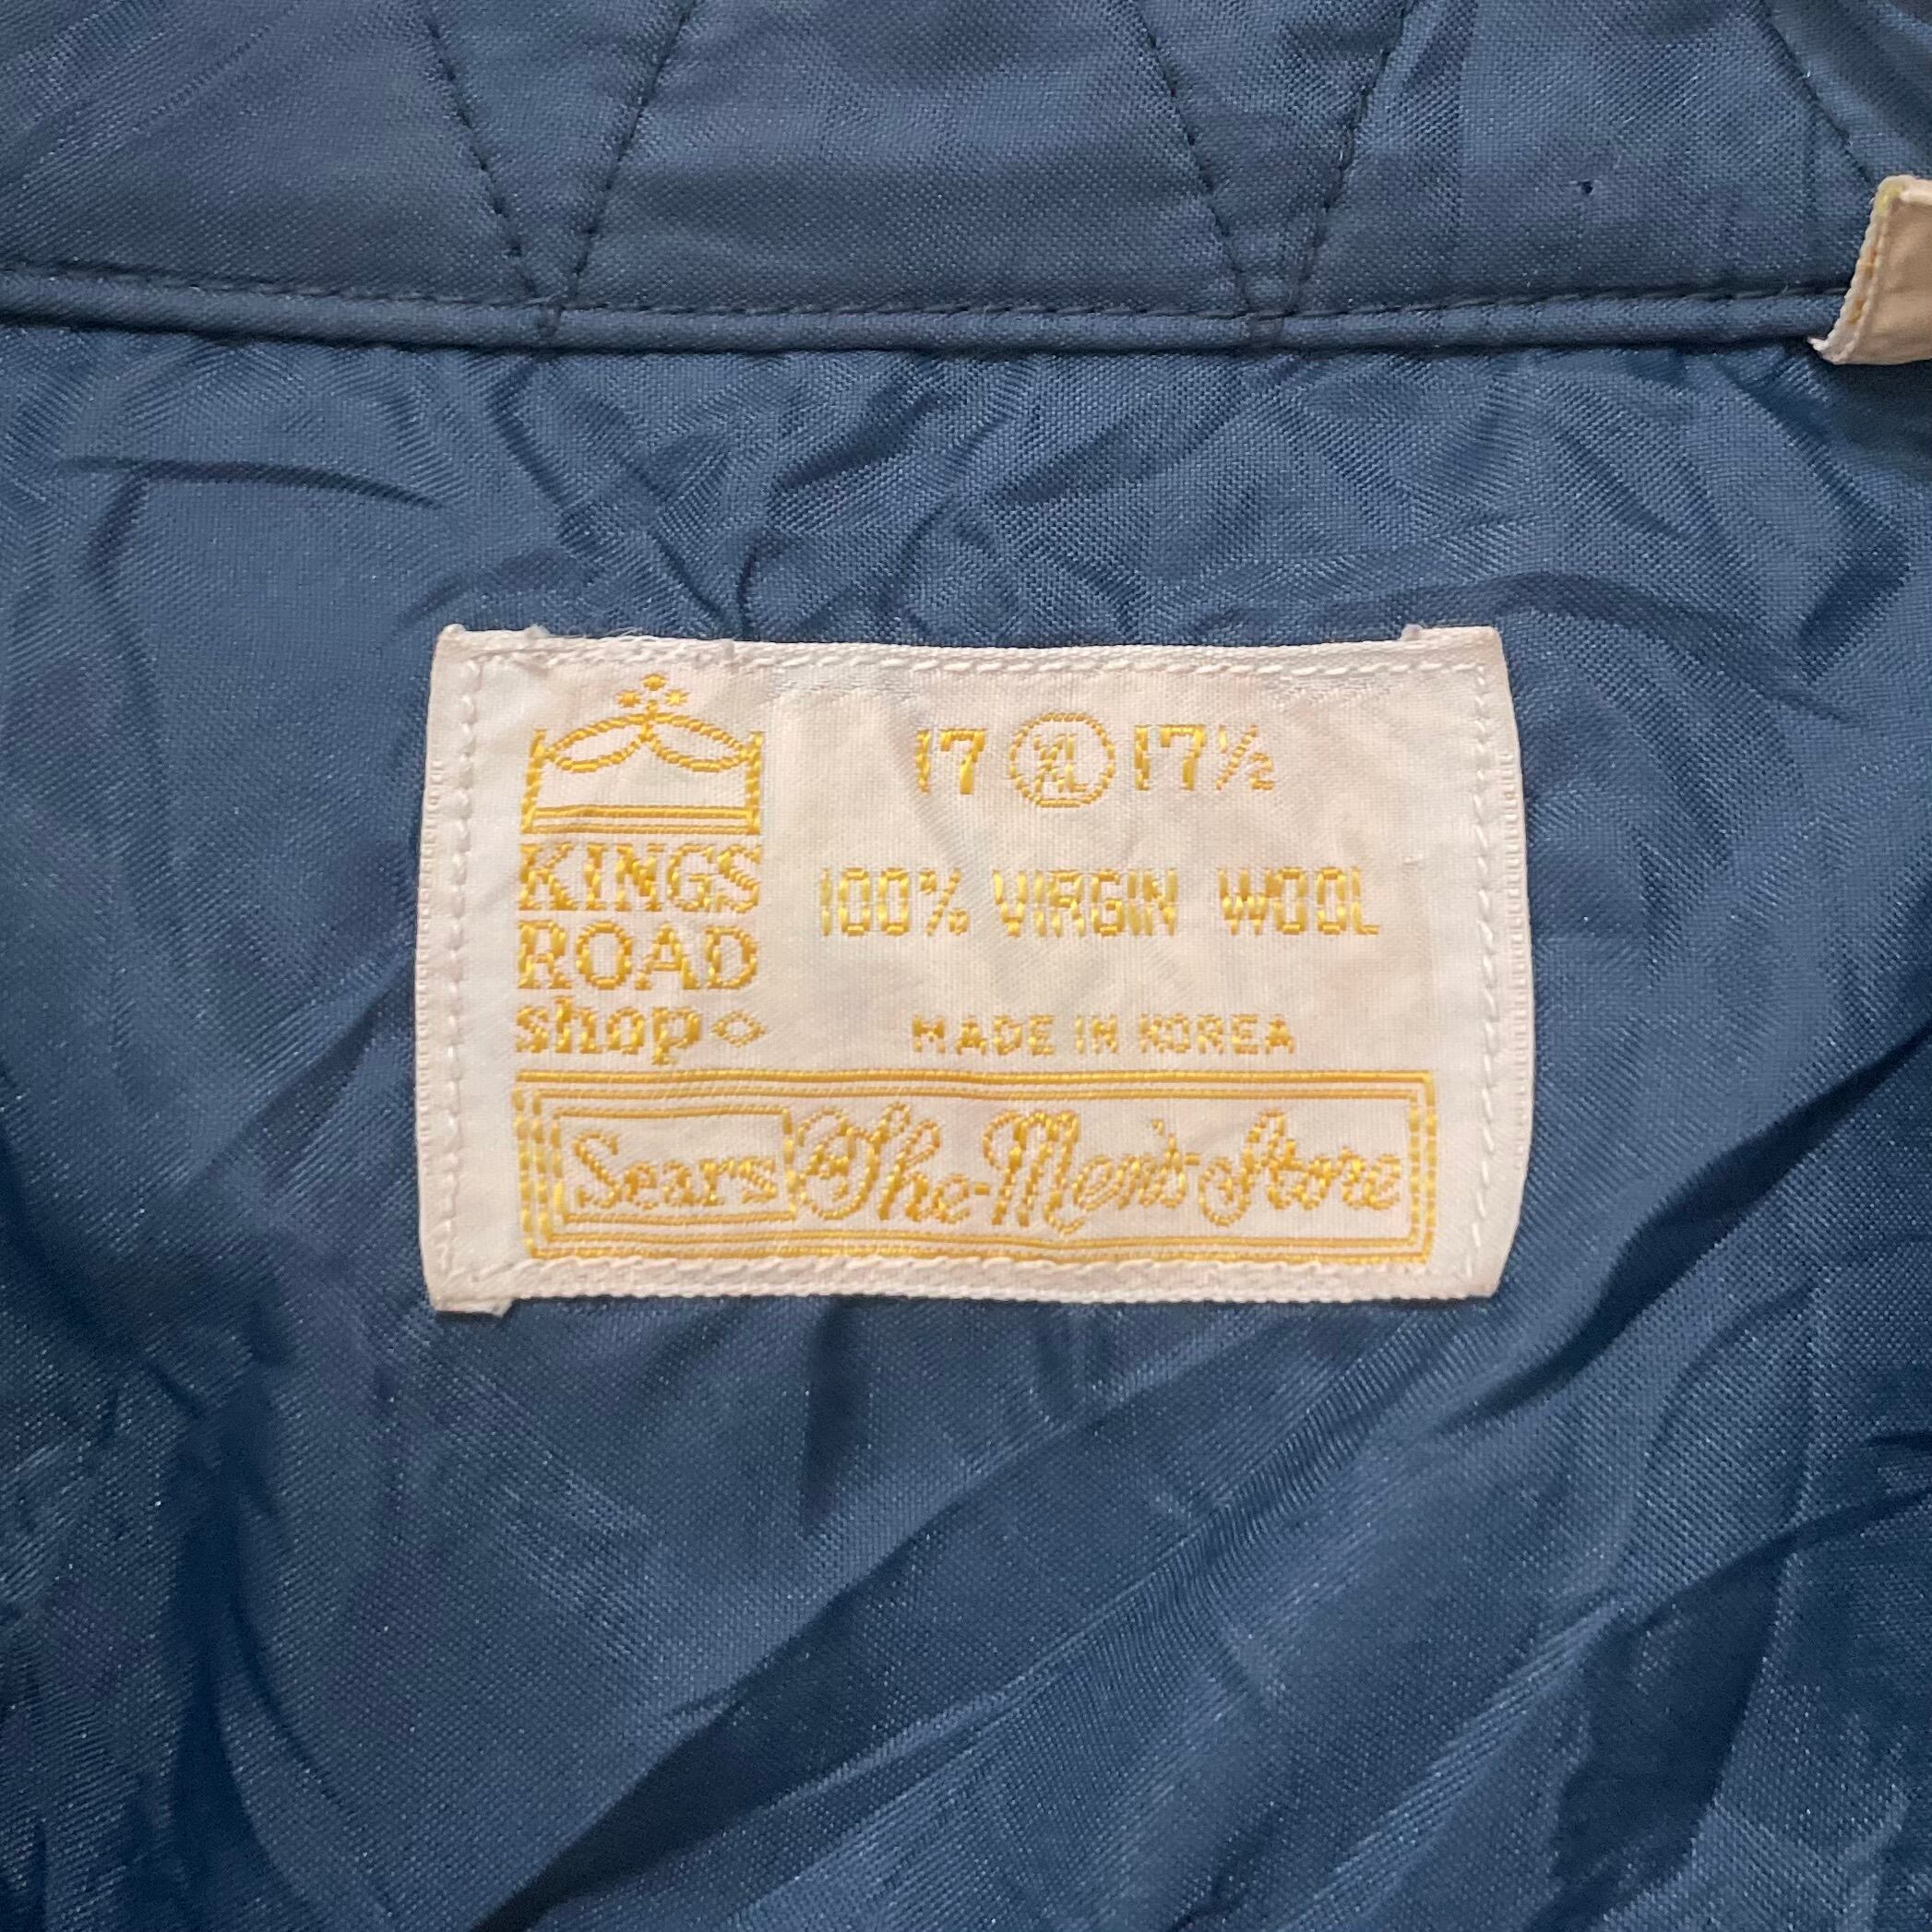 KINGS
ROAD
shop
17 XL 17½
100% VIRGIN WOOL
MADE IN KOREA
Sears The Men's Store